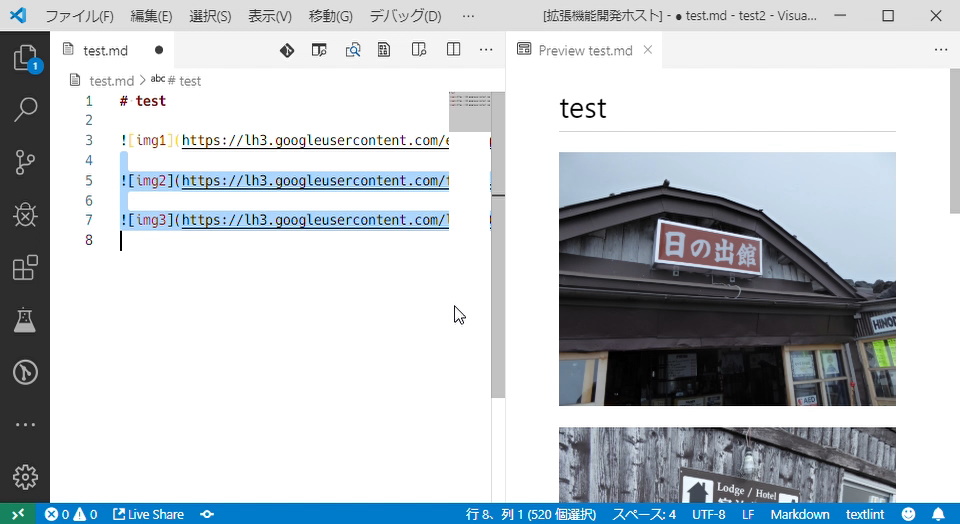 ファイル(F) 編集(E) 選択(S) 表示(V) 移動(G) デバッグ(D) ··· [拡張機能開発ホスト] - ● test.md - test2 - Visua...
1
test.md ●
Preview test.md
test.md > abc # test
1 # test
2
3 ![img1](https://lh3.googleusercontent.com/
4
5 ![img2](https://lh3.googleusercontent.com/
6
7 ![img3](https://lh3.googleusercontent.com/
8
test
日の出館
HINOD
AED
Lodge / Hotel
0 0 Live Share 行 8、列 1 (520 個選択) スペース: 4 UTF-8 LF Markdown textlint